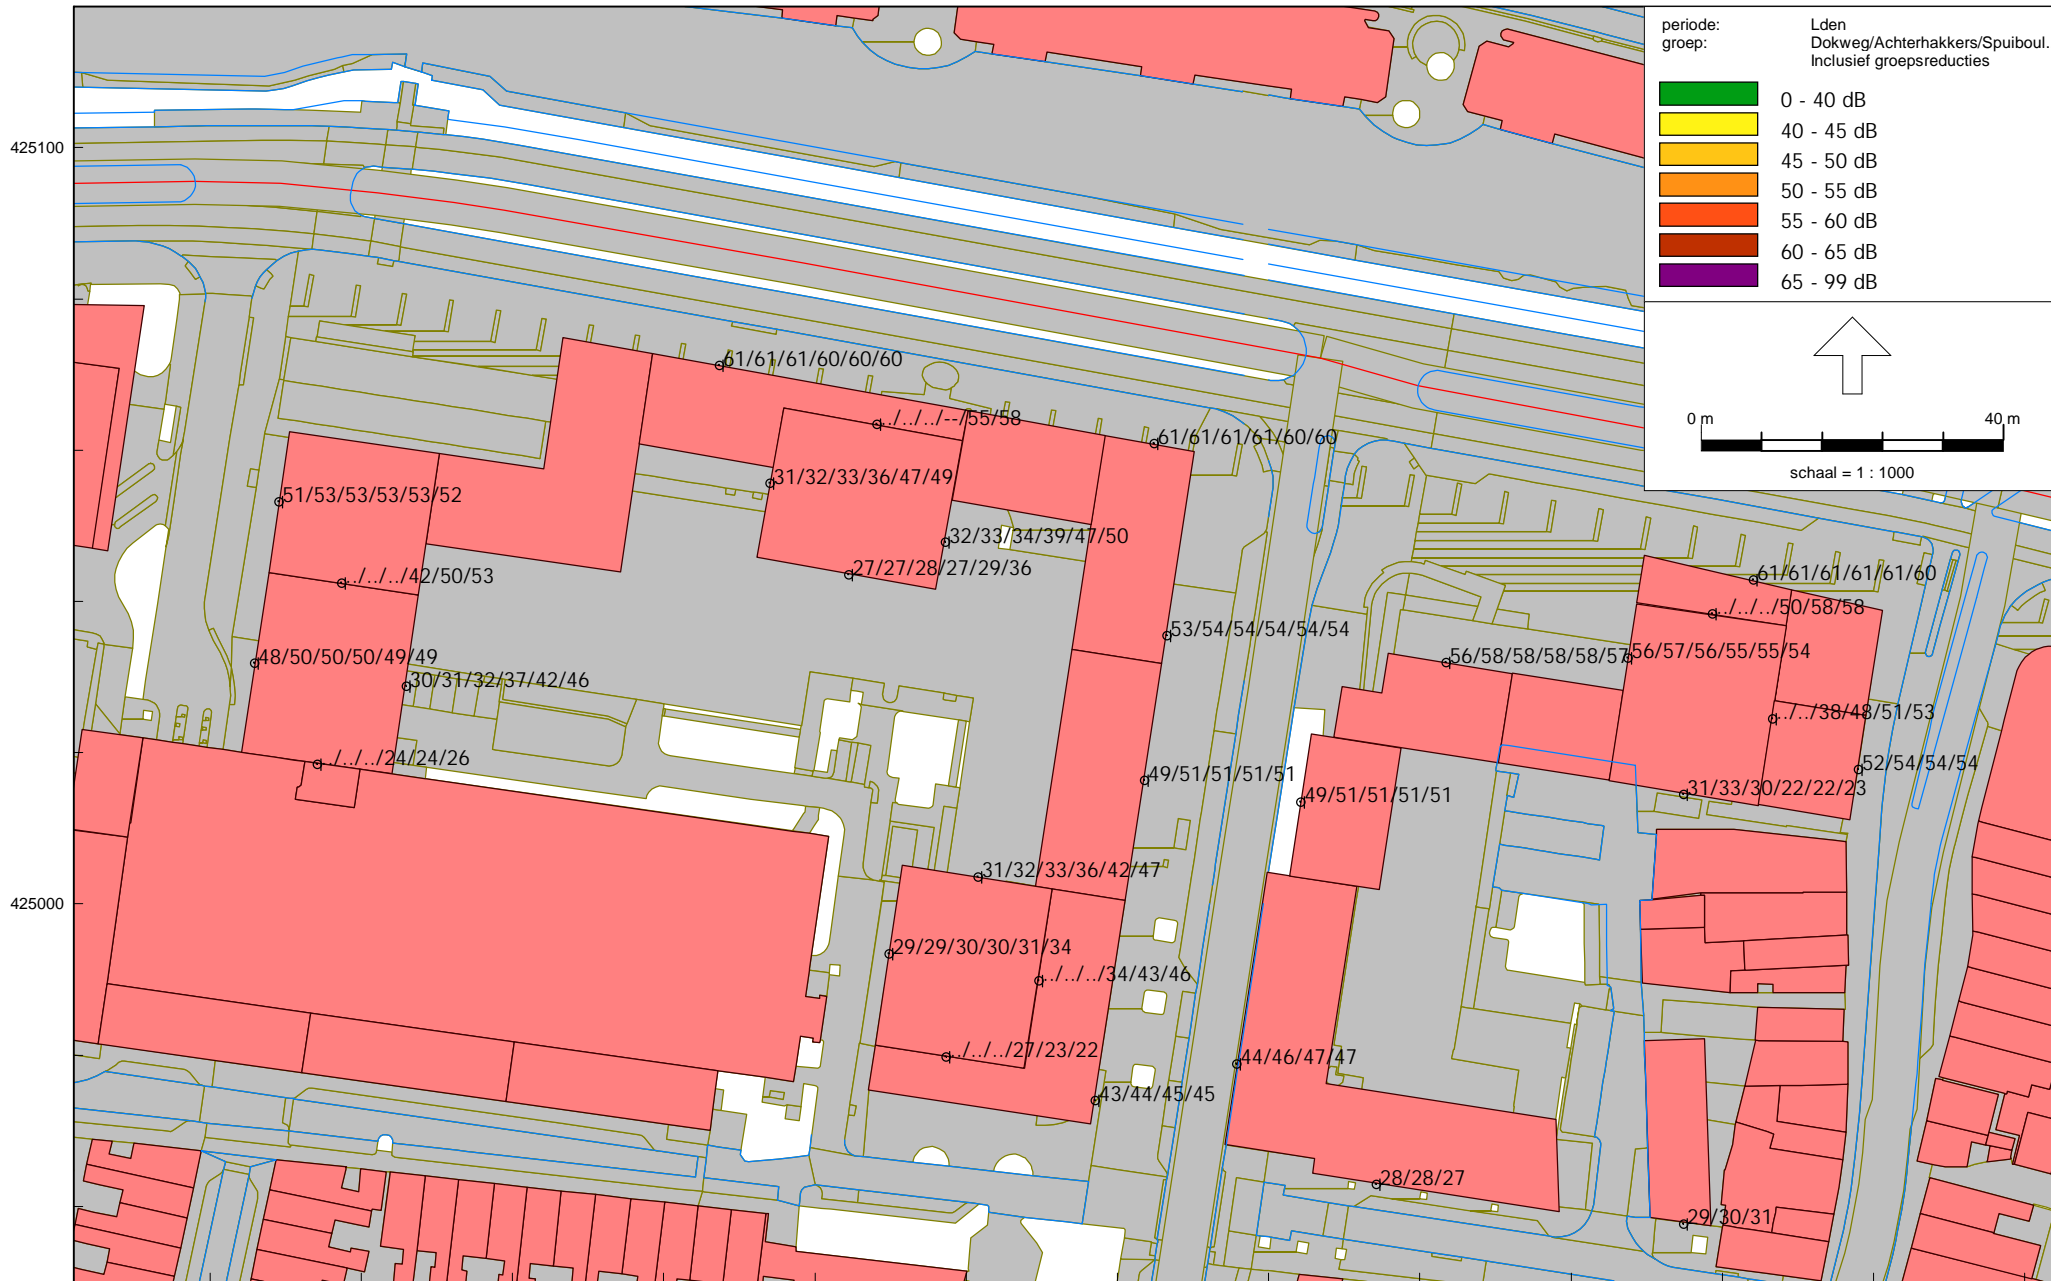 periode: Lden
groep: Dokweg/Achterhakkers/Spuiboul.
Inclusief groepsreducties
0 - 40 dB
40 - 45 dB
45 - 50 dB
50 - 55 dB
55 - 60 dB
60 - 65 dB
65 - 99 dB
0 m 40 m
schaal = 1 : 1000
425100
425000
61/61/61/60/60/60
../../../--/55/58
61/61/61/61/60/60
31/32/33/36/47/49
51/53/53/53/53/52
32/33/34/39/47/50
27/27/28/27/29/36
../../../42/50/53
61/61/61/61/61/60
../../../50/58/58
53/54/54/54/54/54
48/50/50/50/49/49
56/58/58/58/58/57
56/57/56/55/55/54
30/31/32/37/42/46
../../38/48/51/53
../../../24/24/26
49/51/51/51/51
52/54/54/54
49/51/51/51/51
31/33/30/22/22/23
31/32/33/36/42/47
29/29/30/30/31/34
../../../34/43/46
../../../27/23/22
44/46/47/47
43/44/45/45
28/28/27
29/30/31